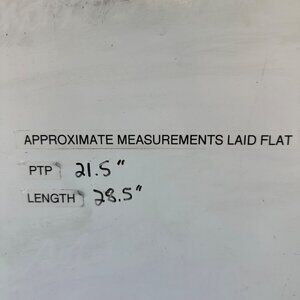 APPROXIMATE MEASUREMENTS LAID FLAT
PTP 21.5"
LENGTH 28.5"